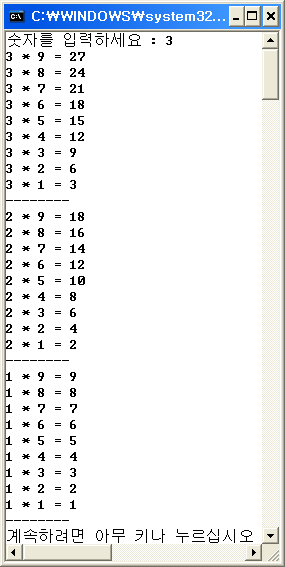 C:₩WINDOWS₩system32...
숫자를 입력하세요 : 3
3 * 9 = 27
3 * 8 = 24
3 * 7 = 21
3 * 6 = 18
3 * 5 = 15
3 * 4 = 12
3 * 3 = 9
3 * 2 = 6
3 * 1 = 3
--------
2 * 9 = 18
2 * 8 = 16
2 * 7 = 14
2 * 6 = 12
2 * 5 = 10
2 * 4 = 8
2 * 3 = 6
2 * 2 = 4
2 * 1 = 2
--------
1 * 9 = 9
1 * 8 = 8
1 * 7 = 7
1 * 6 = 6
1 * 5 = 5
1 * 4 = 4
1 * 3 = 3
1 * 2 = 2
1 * 1 = 1
--------
계속하려면 아무 키나 누르십시오